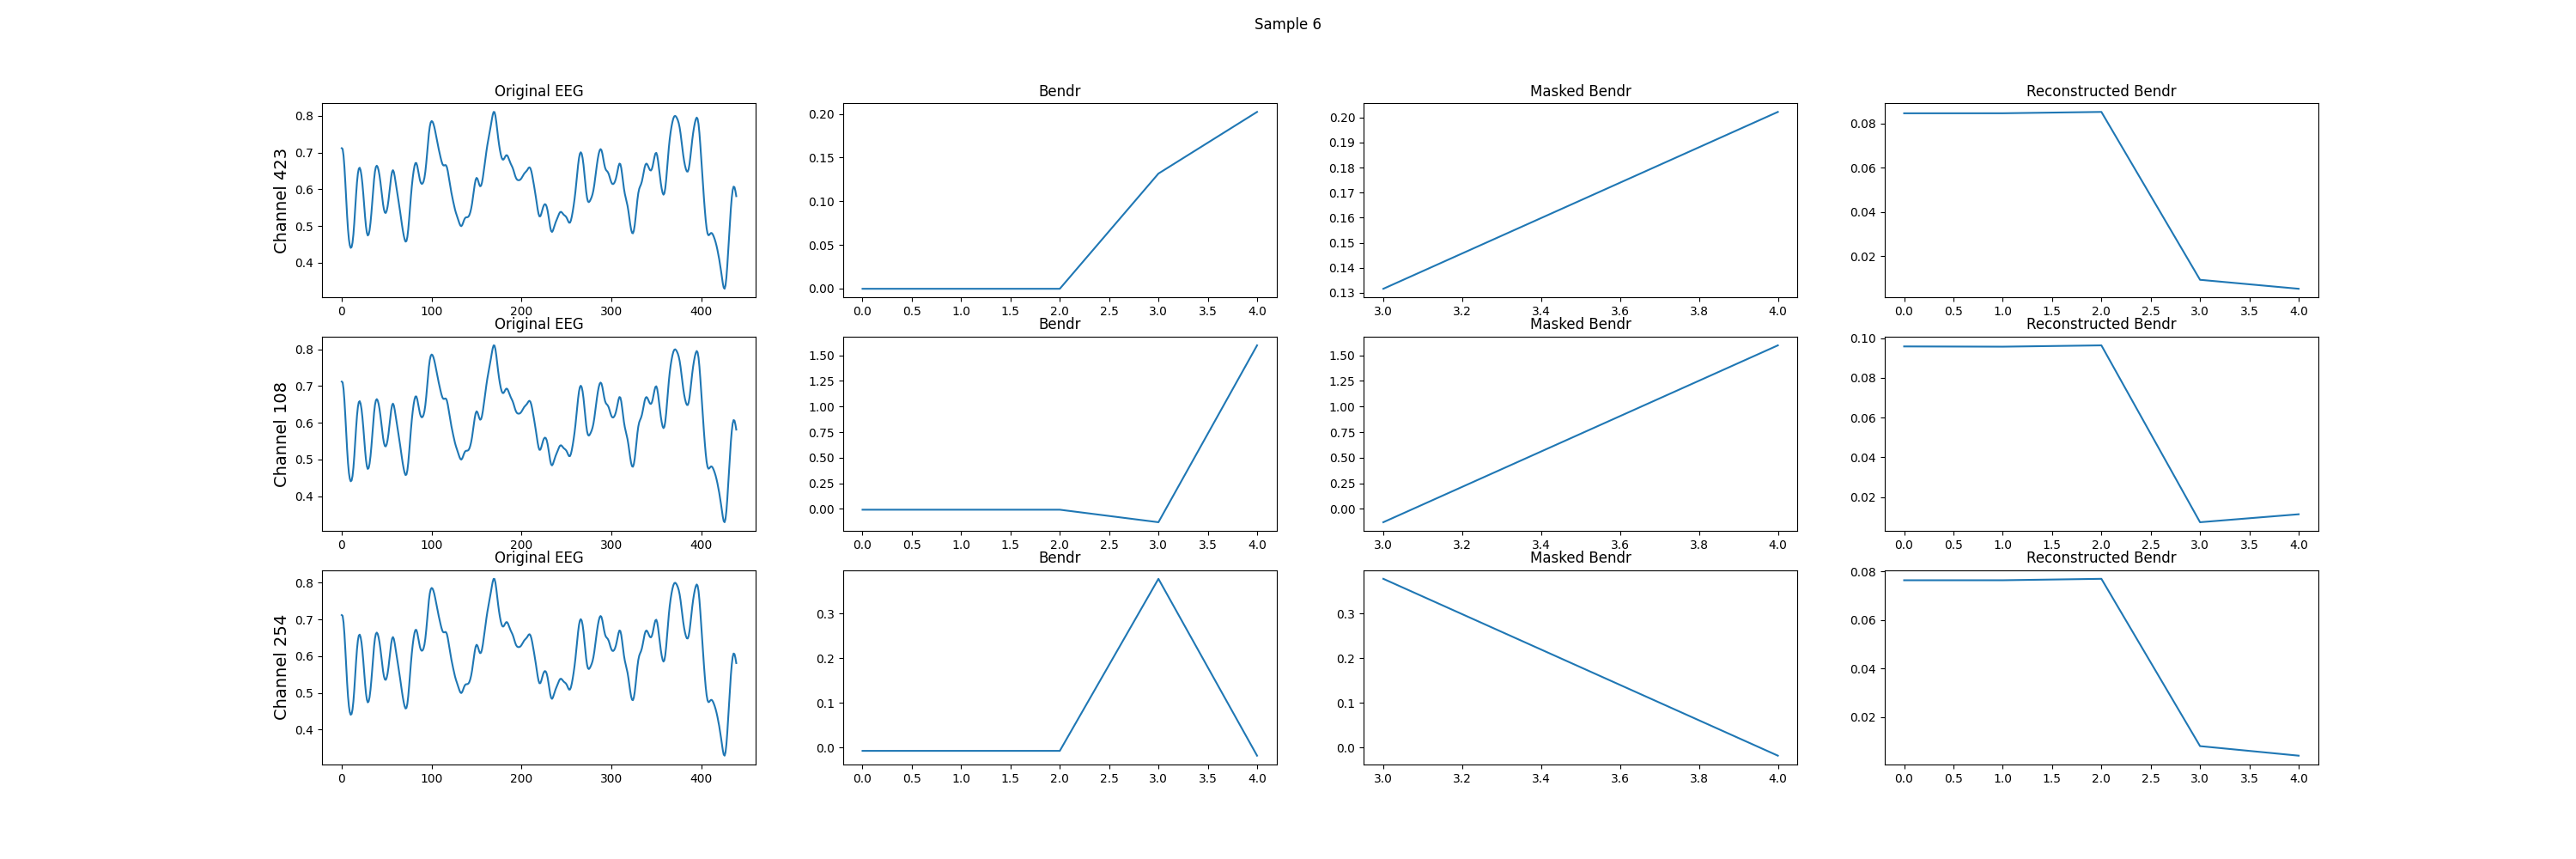 Sample 6
Original EEG Bendr Masked Bendr Reconstructed Bendr
Channel 423
0.8 0.7 0.6 0.5 0.4
0 100 200 300 400
0.20 0.15 0.10 0.05 0.00
0.0 0.5 1.0 1.5 2.0 2.5 3.0 3.5 4.0
0.20 0.19 0.18 0.17 0.16 0.15 0.14 0.13
3.0 3.2 3.4 3.6 3.8 4.0
0.08 0.06 0.04 0.02
0.0 0.5 1.0 1.5 2.0 2.5 3.0 3.5 4.0
Original EEG Bendr Masked Bendr Reconstructed Bendr
Channel 108
0.8 0.7 0.6 0.5 0.4
0 100 200 300 400
1.50 1.25 1.00 0.75 0.50 0.25 0.00
0.0 0.5 1.0 1.5 2.0 2.5 3.0 3.5 4.0
1.50 1.25 1.00 0.75 0.50 0.25 0.00
3.0 3.2 3.4 3.6 3.8 4.0
0.10 0.08 0.06 0.04 0.02
0.0 0.5 1.0 1.5 2.0 2.5 3.0 3.5 4.0
Original EEG Bendr Masked Bendr Reconstructed Bendr
Channel 254
0.8 0.7 0.6 0.5 0.4
0 100 200 300 400
0.3 0.2 0.1 0.0
0.0 0.5 1.0 1.5 2.0 2.5 3.0 3.5 4.0
0.3 0.2 0.1 0.0
3.0 3.2 3.4 3.6 3.8 4.0
0.08 0.06 0.04 0.02
0.0 0.5 1.0 1.5 2.0 2.5 3.0 3.5 4.0